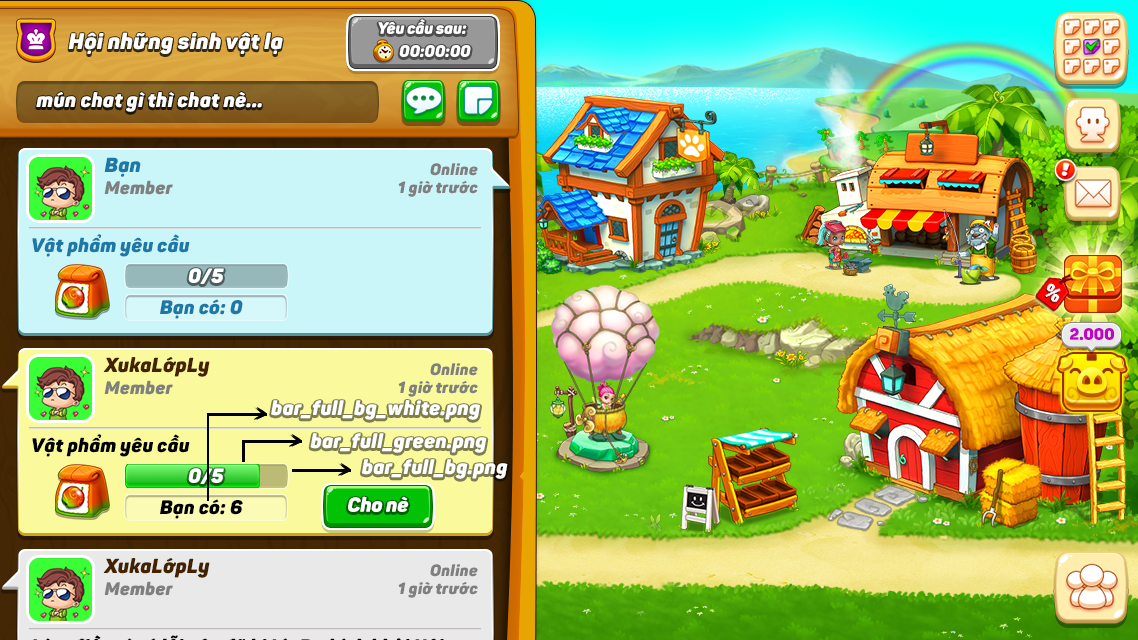 Hội những sinh vật lạ
Yêu cầu sau:
00:00:00
mún chat gì thì chat nè...
Bạn
Member
Online
1 giờ trước
Vật phẩm yêu cầu
0/5
Bạn có: 0
XukaLớpLy
Member
Online
1 giờ trước
bar_full_bg_white.png
Vật phẩm yêu cầu
bar_full_green.png
0/5
bar_full_bg.png
Bạn có: 6
Cho nè
XukaLớpLy
Member
Online
1 giờ trước
!
%
2.000